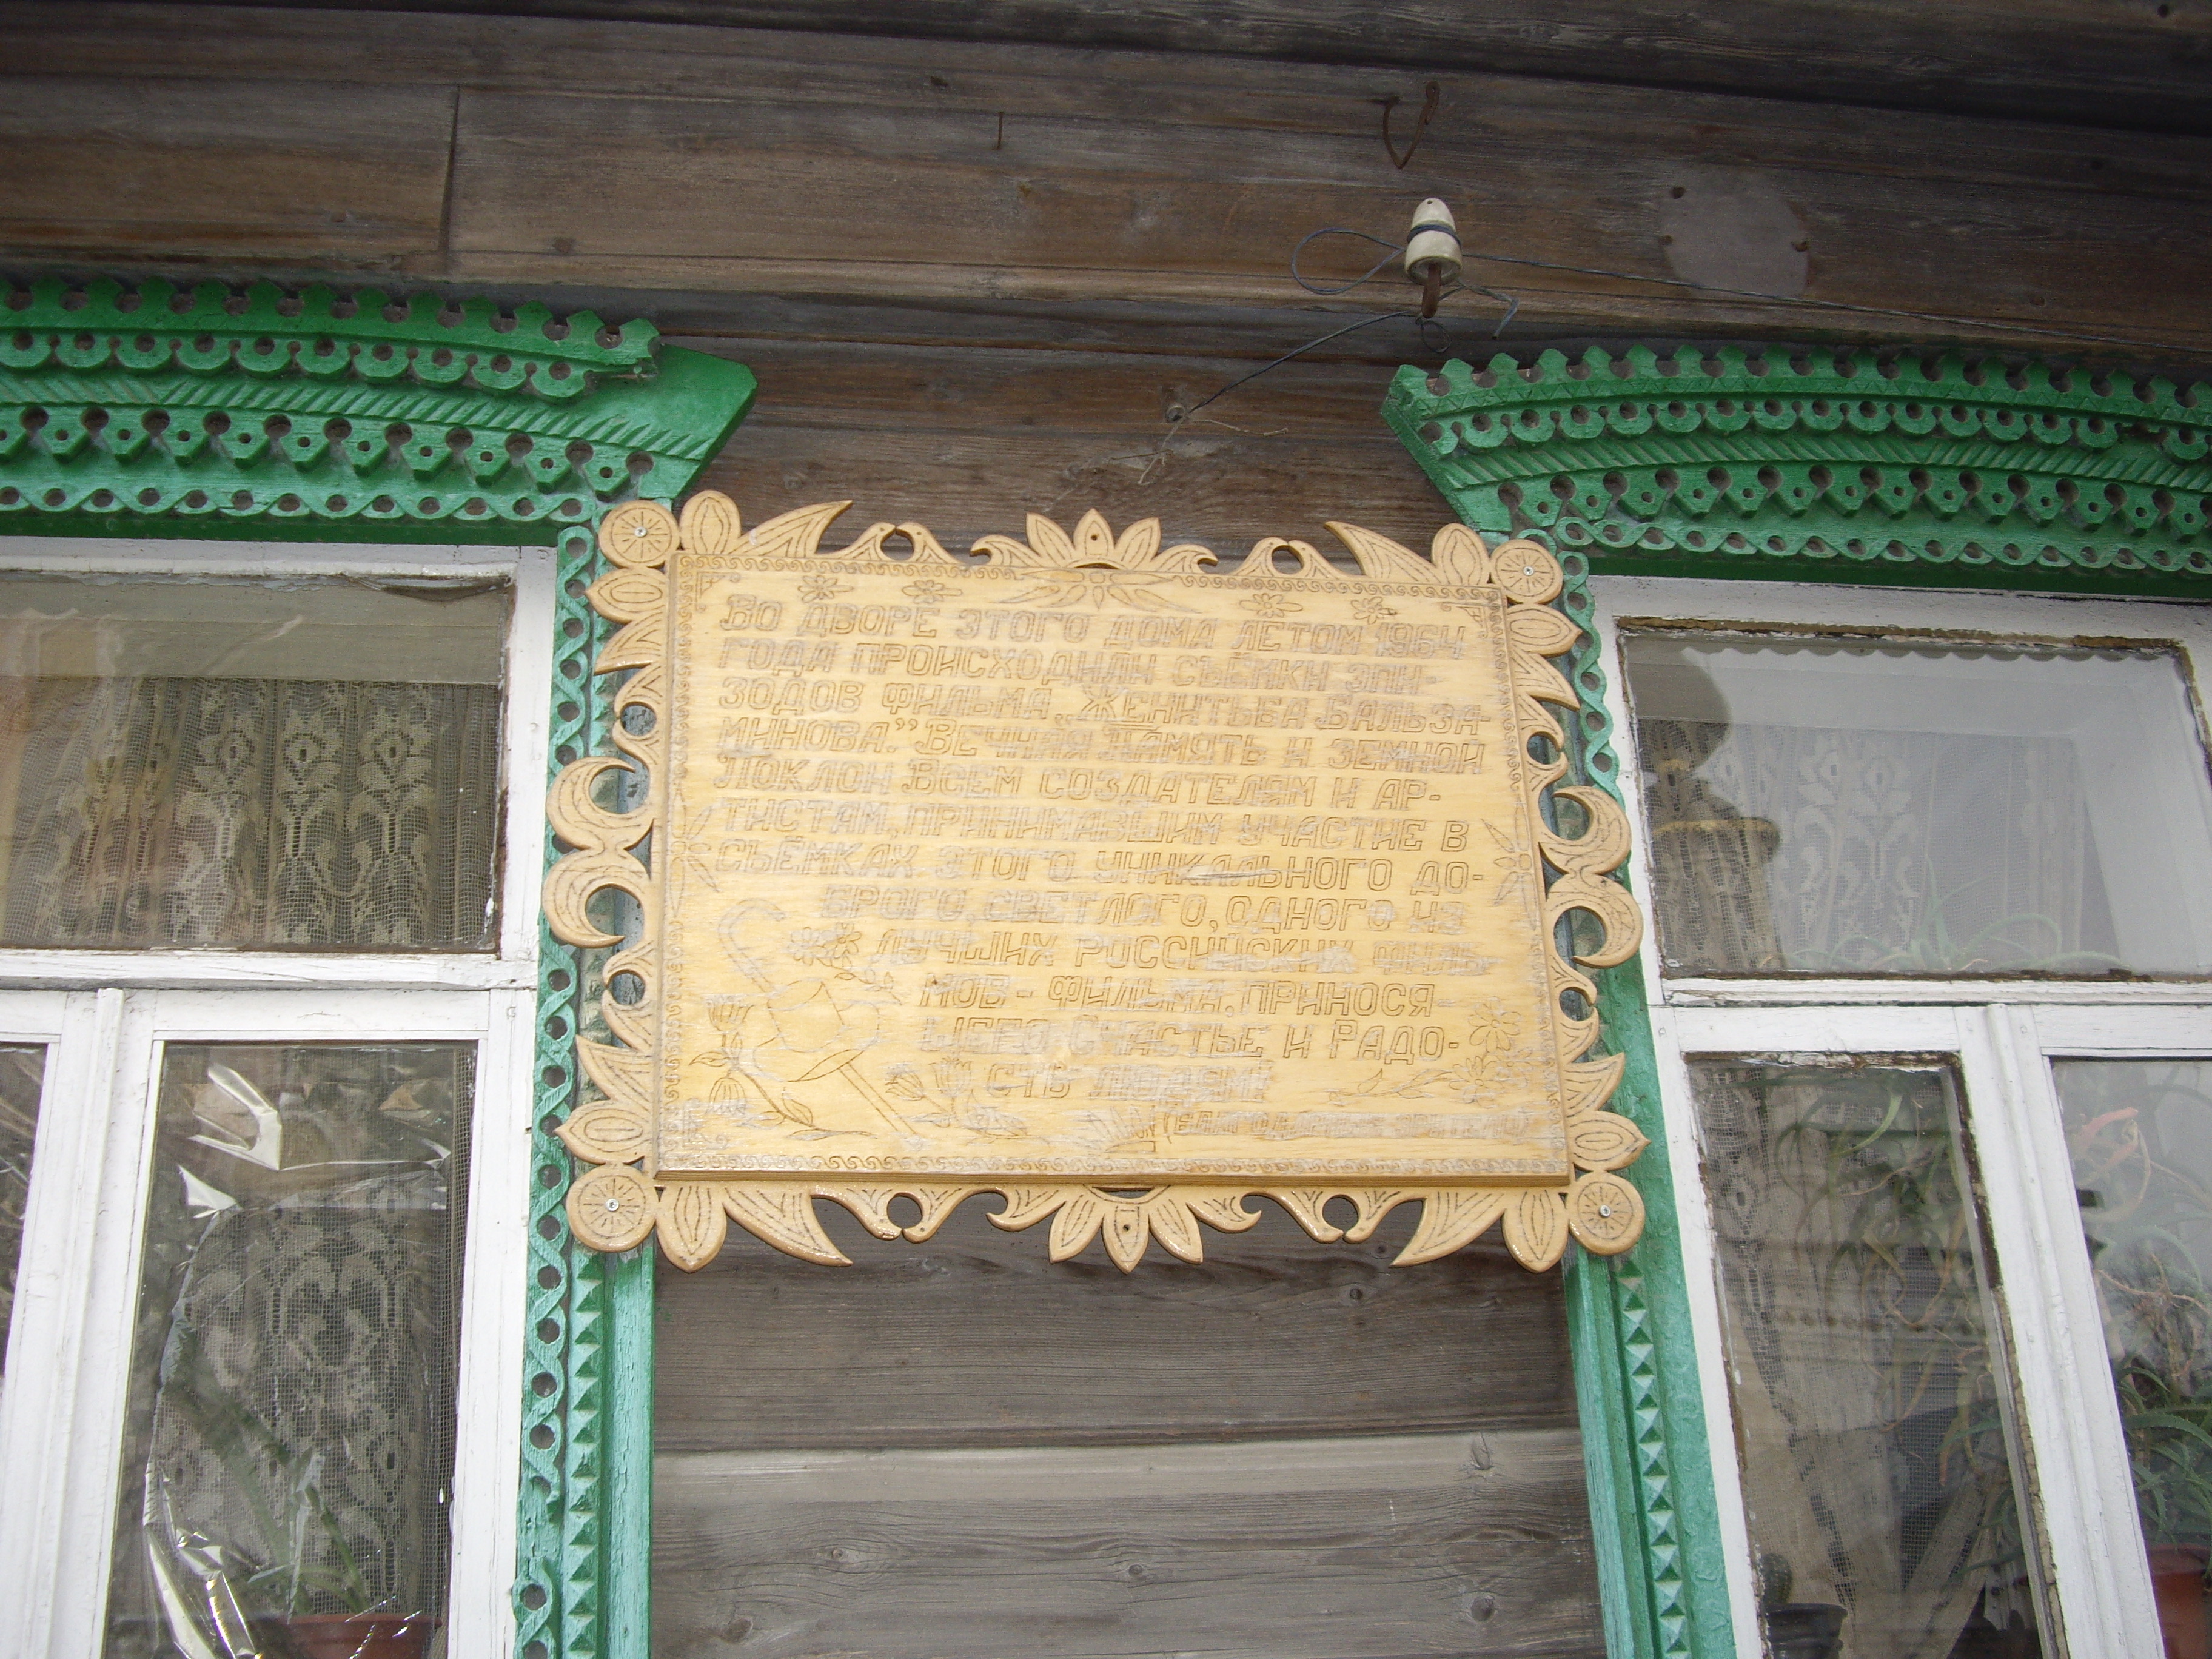 Во дворе этого дома летом 1964
года происходили съёмки эпи-
зодов фильма „Женитьба Бальза-
минова.” Вечная память и земной
поклон всем создателям и ар-
тистам, принимавшим участие в
съёмках этого уникального до-
брого светлого, одного из
лучших российских филь-
мов - фильма, принося-
щего Счастье и Радо-
сть людям!
Благодарные зрители